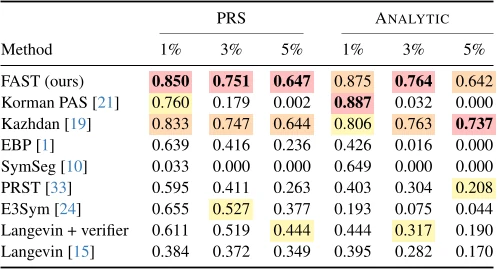 PRS ANALYTIC
Method 1% 3% 5% 1% 3% 5%
FAST (ours) 0.850 0.751 0.647 0.875 0.764 0.642
Korman PAS [21] 0.760 0.179 0.002 0.887 0.032 0.000
Kazhdan [19] 0.833 0.747 0.644 0.806 0.763 0.737
EBP [1] 0.639 0.416 0.236 0.426 0.016 0.000
SymSeg [10] 0.033 0.000 0.000 0.649 0.000 0.000
PRST [33] 0.595 0.411 0.263 0.403 0.304 0.208
E3Sym [24] 0.655 0.527 0.377 0.193 0.075 0.044
Langevin + verifier 0.611 0.519 0.444 0.444 0.317 0.190
Langevin [15] 0.384 0.372 0.349 0.395 0.282 0.170